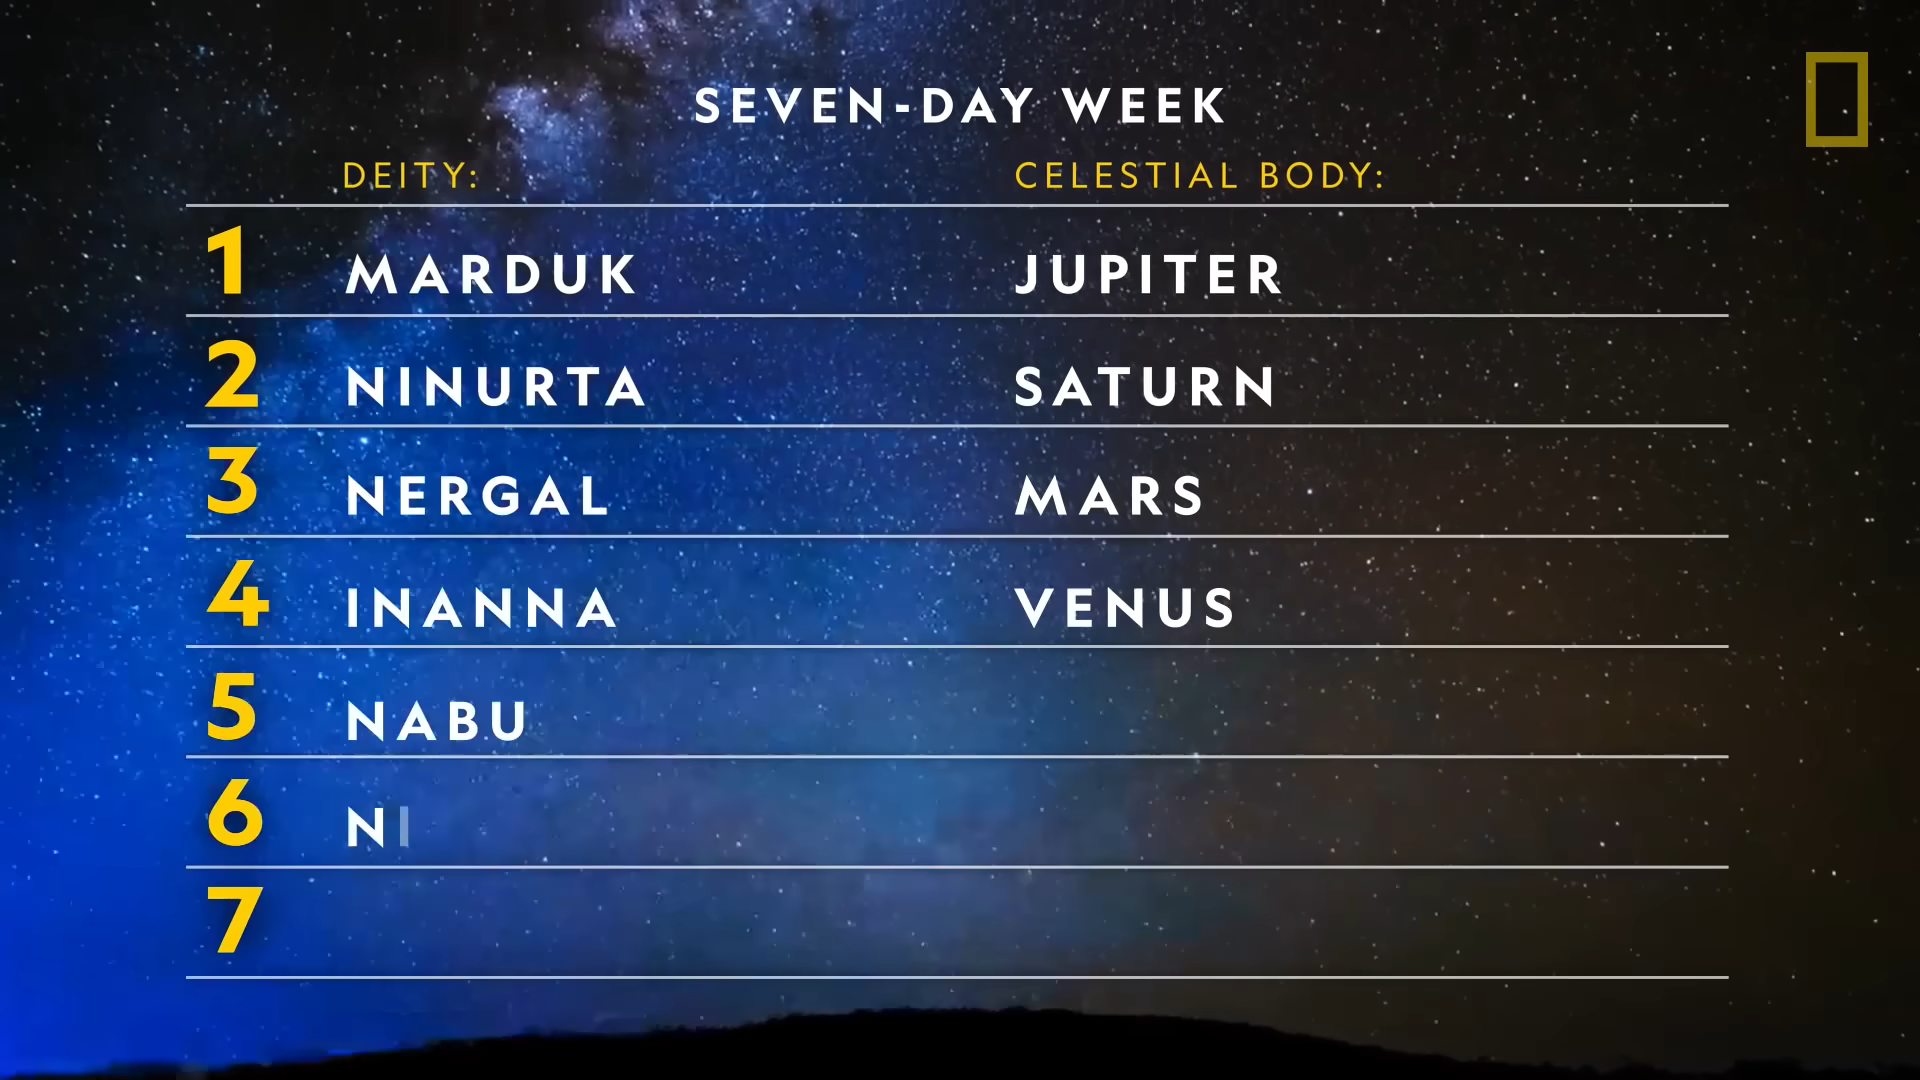 SEVEN-DAY WEEK
DEITY: CELESTIAL BODY:
1 MARDUK JUPITER
2 NINURTA SATURN
3 NERGAL MARS
4 INANNA VENUS
5 NABU
6 NI
7